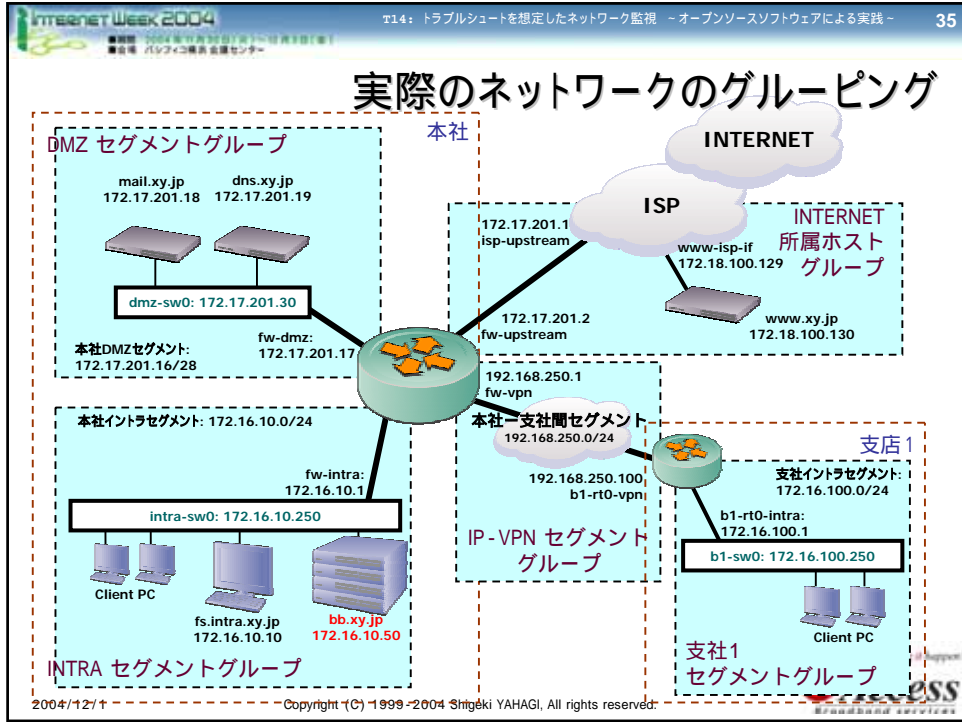 INTERNET WEEK 2004
T14: トラブルシュートを想定したネットワーク監視 ~オープンソースソフトウェアによる実践~
35
■会場 パシフィコ横浜 会議センター
実際のネットワークのグルーピング
本社
DMZ セグメントグループ
mail.xy.jp
172.17.201.18
dns.xy.jp
172.17.201.19
dmz-sw0: 172.17.201.30
本社DMZセグメント:
172.17.201.16/28
fw-dmz:
172.17.201.17
INTERNET
ISP
172.17.201.1
isp-upstream
INTERNET
所属ホスト
グループ
www-isp-if
172.18.100.129
www.xy.jp
172.18.100.130
172.17.201.2
fw-upstream
192.168.250.1
fw-vpn
本社ー支社間セグメント
192.168.250.0/24
192.168.250.100
b1-rt0-vpn
IP-VPN セグメント
グループ
本社イントラセグメント: 172.16.10.0/24
fw-intra:
172.16.10.1
intra-sw0: 172.16.10.250
Client PC
fs.intra.xy.jp
172.16.10.10
bb.xy.jp
172.16.10.50
INTRA セグメントグループ
支店1
支社イントラセグメント:
172.16.100.0/24
b1-rt0-intra:
172.16.100.1
b1-sw0: 172.16.100.250
Client PC
支社1
セグメントグループ
2004/12/1
Copyright (C) 1999-2004 Shigeki YAHAGI, All rights reserved.